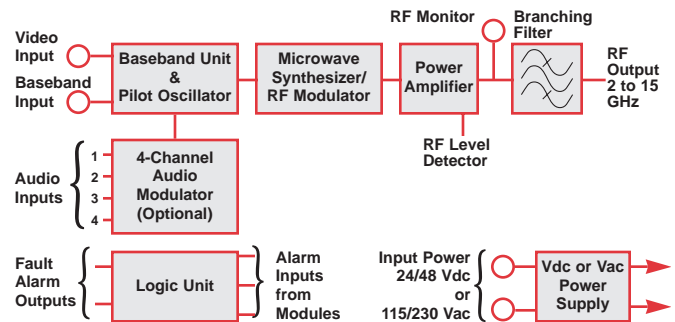 Video
Input
Baseband
Input
Baseband Unit
&
Pilot Oscillator
Microwave
Synthesizer/
RF Modulator
Power
Amplifier
RF Monitor
Branching
Filter
RF
Output
2 to 15
GHz
RF Level
Detector
Audio
Inputs
1
2
3
4
4-Channel
Audio
Modulator
(Optional)
Fault
Alarm
Outputs
Logic Unit
Alarm
Inputs
from
Modules
Input Power
24/48 Vdc
or
115/230 Vac
Vdc or Vac
Power
Supply